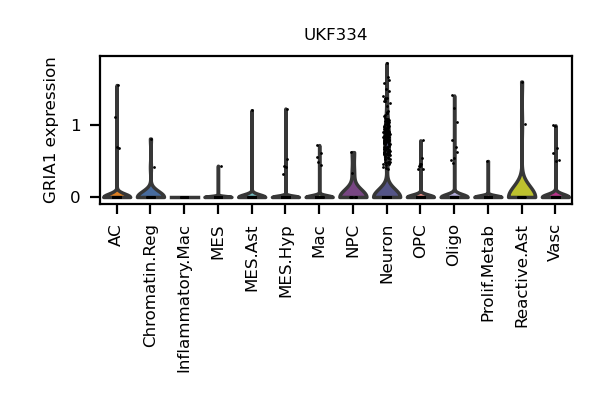 UKF334
GRIA1 expression
1
0
AC
Chromatin.Reg
Inflammatory.Mac
MES
MES.Ast
MES.Hyp
Mac
NPC
Neuron
OPC
Oligo
Prolif.Metab
Reactive.Ast
Vasc